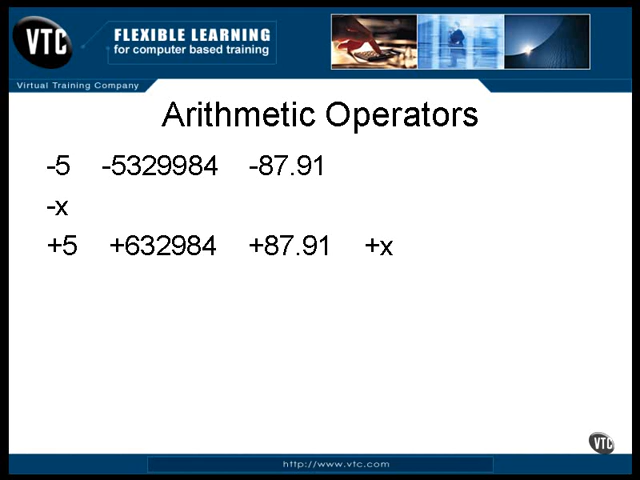 VTC
FLEXIBLE LEARNING
for computer based training
Virtual Training Company
Arithmetic Operators
-5 -5329984 -87.91
-x
+5 +632984 +87.91 +x
VTC
http://www.vtc.com